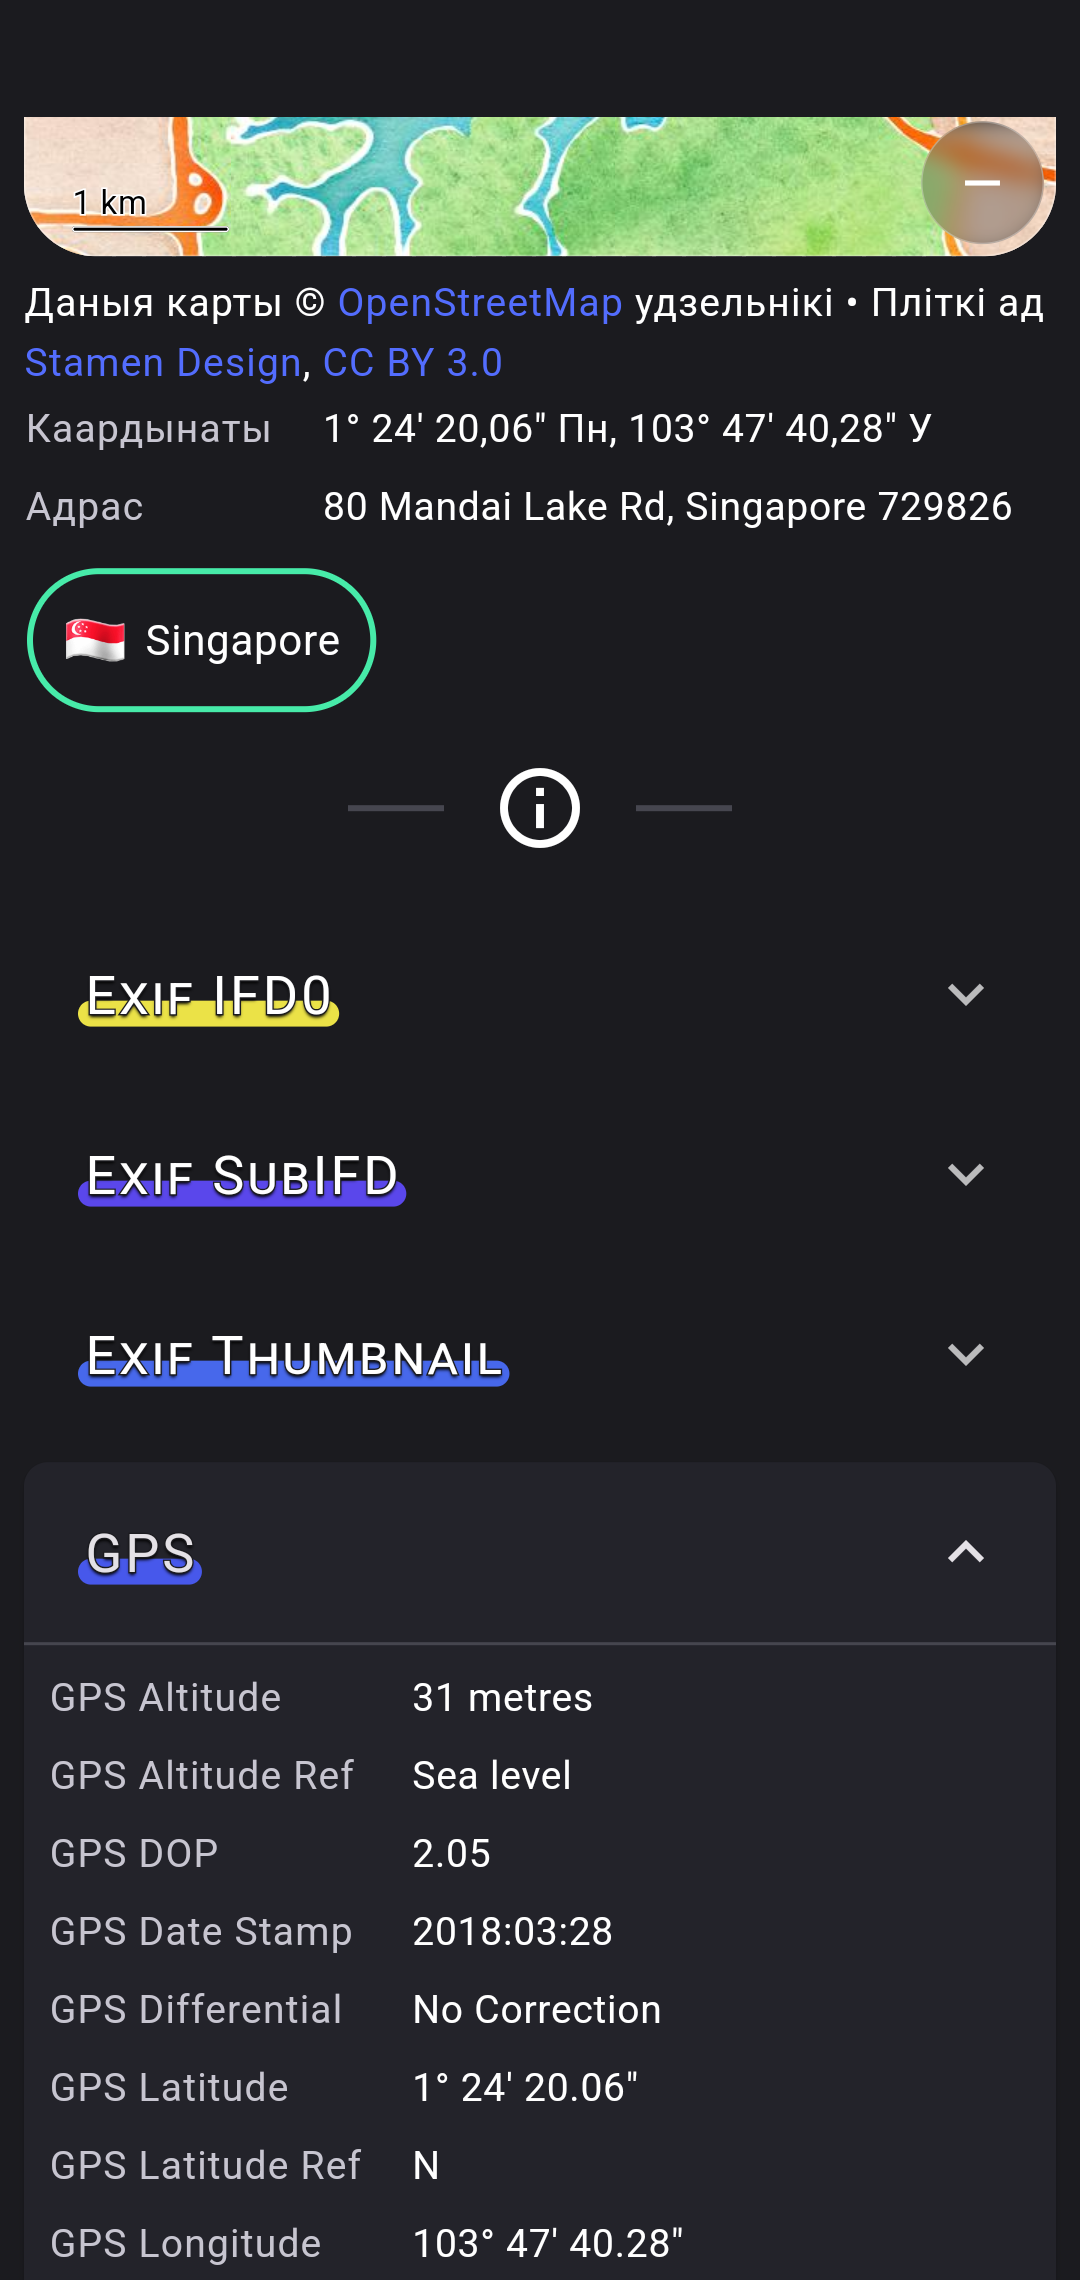 1 km
Даныя карты © OpenStreetMap удзельнікі • Пліткі ад
Stamen Design, CC BY 3.0
Каардынаты 1° 24' 20,06" Пн, 103° 47' 40,28" У
Адрас 80 Mandai Lake Rd, Singapore 729826
Singapore
Exif IFD0
Exif SubIFD
Exif Thumbnail
GPS
GPS Altitude 31 metres
GPS Altitude Ref Sea level
GPS DOP 2.05
GPS Date Stamp 2018:03:28
GPS Differential No Correction
GPS Latitude 1° 24' 20.06"
GPS Latitude Ref N
GPS Longitude 103° 47' 40.28"